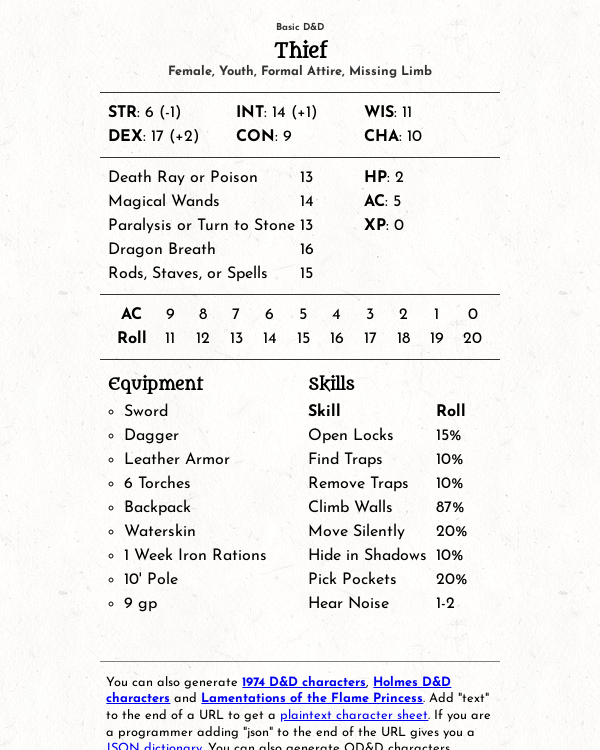 Basic D&D
Thief
Female, Youth, Formal Attire, Missing Limb
STR: 6 (-1) INT: 14 (+1) WIS: 11
DEX: 17 (+2) CON: 9 CHA: 10
Death Ray or Poison 13 HP: 2
Magical Wands 14 AC: 5
Paralysis or Turn to Stone 13 XP: 0
Dragon Breath 16
Rods, Staves, or Spells 15
AC 9 8 7 6 5 4 3 2 1 0
Roll 11 12 13 14 15 16 17 18 19 20
Equipment Skills
Sword Skill Roll
Dagger Open Locks 15%
Leather Armor Find Traps 10%
6 Torches Remove Traps 10%
Backpack Climb Walls 87%
Waterskin Move Silently 20%
1 Week Iron Rations Hide in Shadows 10%
10' Pole Pick Pockets 20%
9 gp Hear Noise 1-2
You can also generate 1974 D&D characters, Holmes D&D
characters and Lamentations of the Flame Princess. Add "text"
to the end of a URL to get a plaintext character sheet. If you are
a programmer adding "json" to the end of the URL gives you a
JSON dictionary. You can also generate OD&D characters